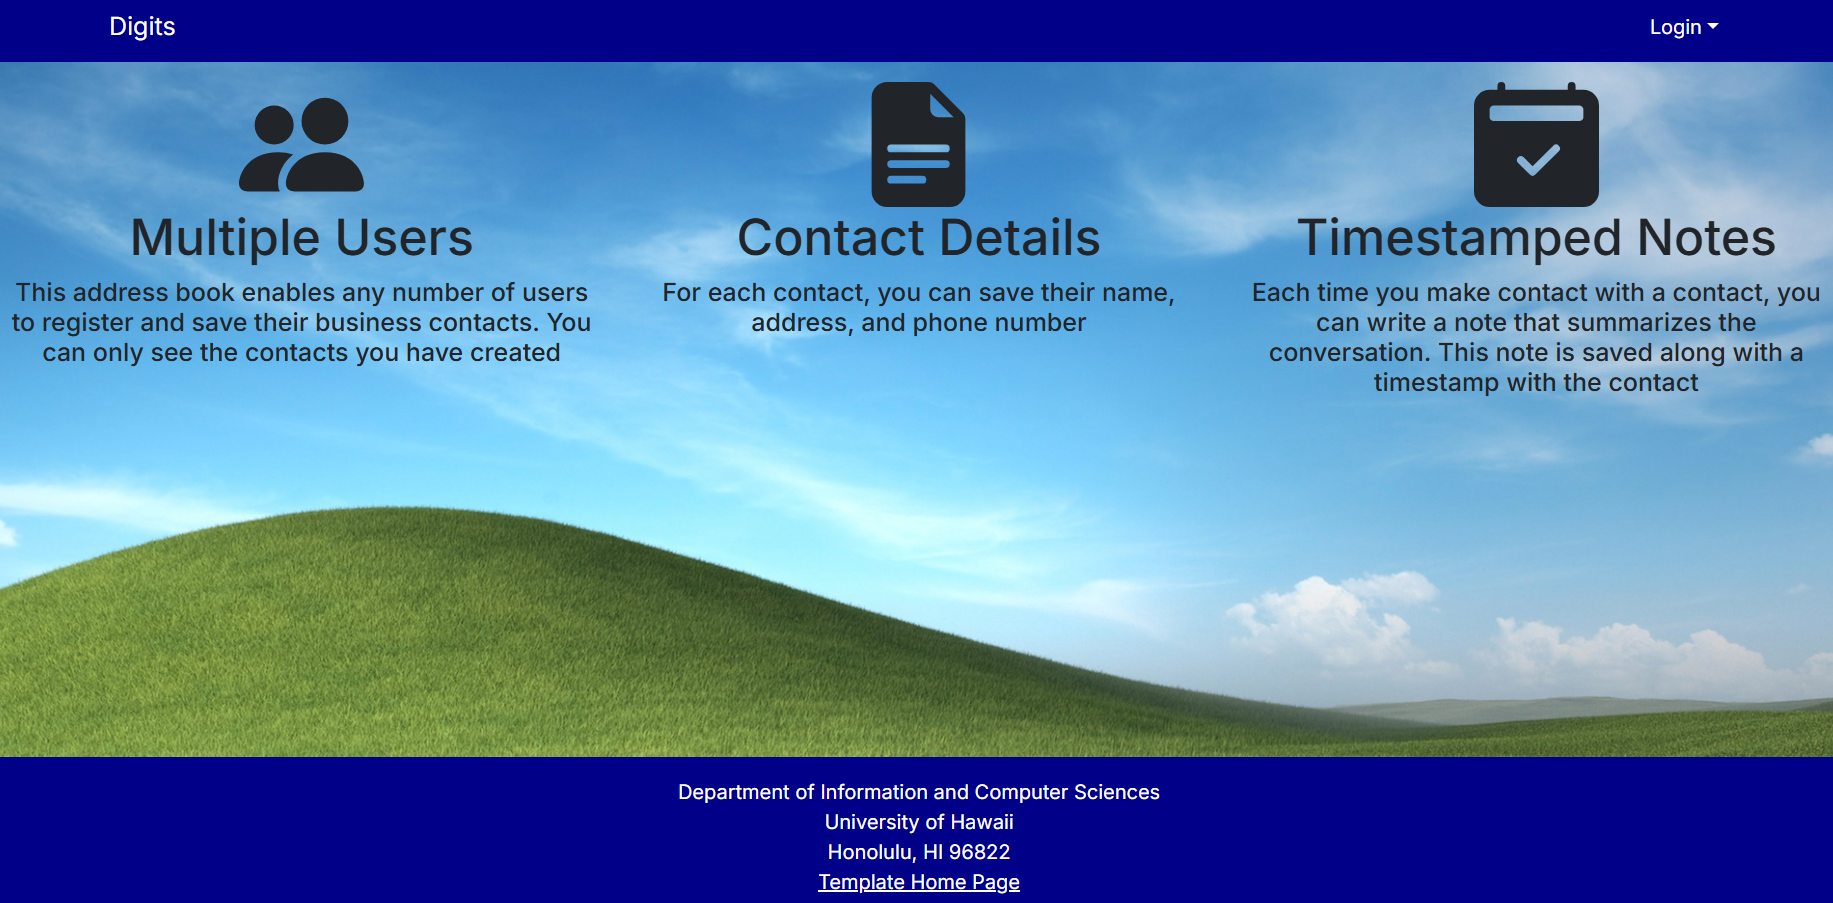 Digits
Login
Multiple Users
This address book enables any number of users
to register and save their business contacts. You
can only see the contacts you have created
Contact Details
For each contact, you can save their name,
address, and phone number
Timestamped Notes
Each time you make contact with a contact, you
can write a note that summarizes the
conversation. This note is saved along with a
timestamp with the contact
Department of Information and Computer Sciences
University of Hawaii
Honolulu, HI 96822
Template Home Page